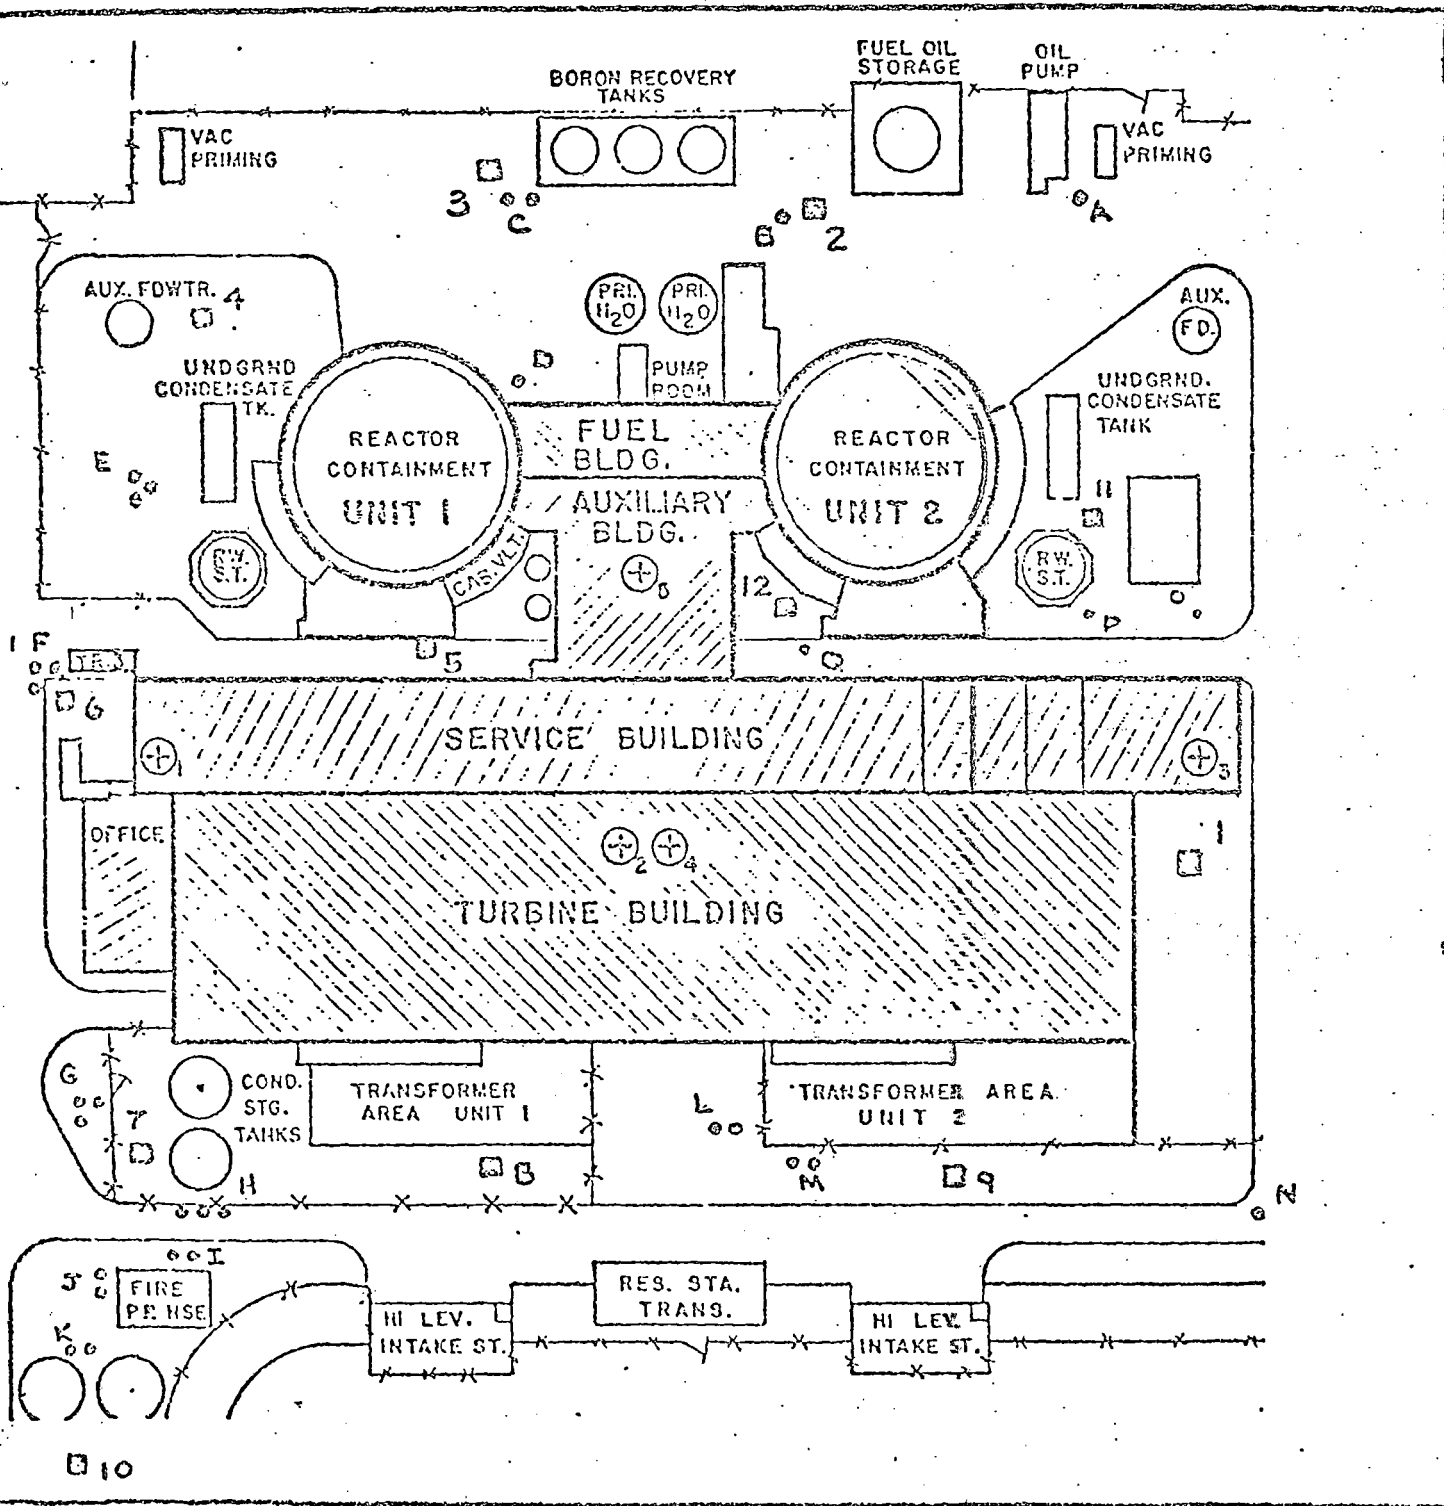 FUEL OIL
STORAGE
OIL
PUMP
BORON RECOVERY
TANKS
VAC
PRIMING
VAC
PRIMING
3
C
B
2
A
AUX. FDWTR.
4
PRI.
H2O
PRI.
H2O
AUX.
FD.
UNDGRND
CONDENSATE
TK.
PUMP
ROOM
UNDGRND.
CONDENSATE
TANK
REACTOR
CONTAINMENT
UNIT 1
FUEL
BLDG.
REACTOR
CONTAINMENT
UNIT 2
AUXILIARY
BLDG.
E
11
R.W.
S.T.
CAB. VLT.
12
R.W.
S.T.
P
1 F
5
6
SERVICE BUILDING
1
3
OFFICE
2
4
1
TURBINE BUILDING
G
COND.
STG.
TANKS
TRANSFORMER
AREA UNIT 1
L
TRANSFORMER AREA
UNIT 2
7
H
8
M
9
N
I
J
FIRE
PP. HSE
RES. STA.
TRANS.
K
HI LEV.
INTAKE ST.
HI LEV.
INTAKE ST.
10